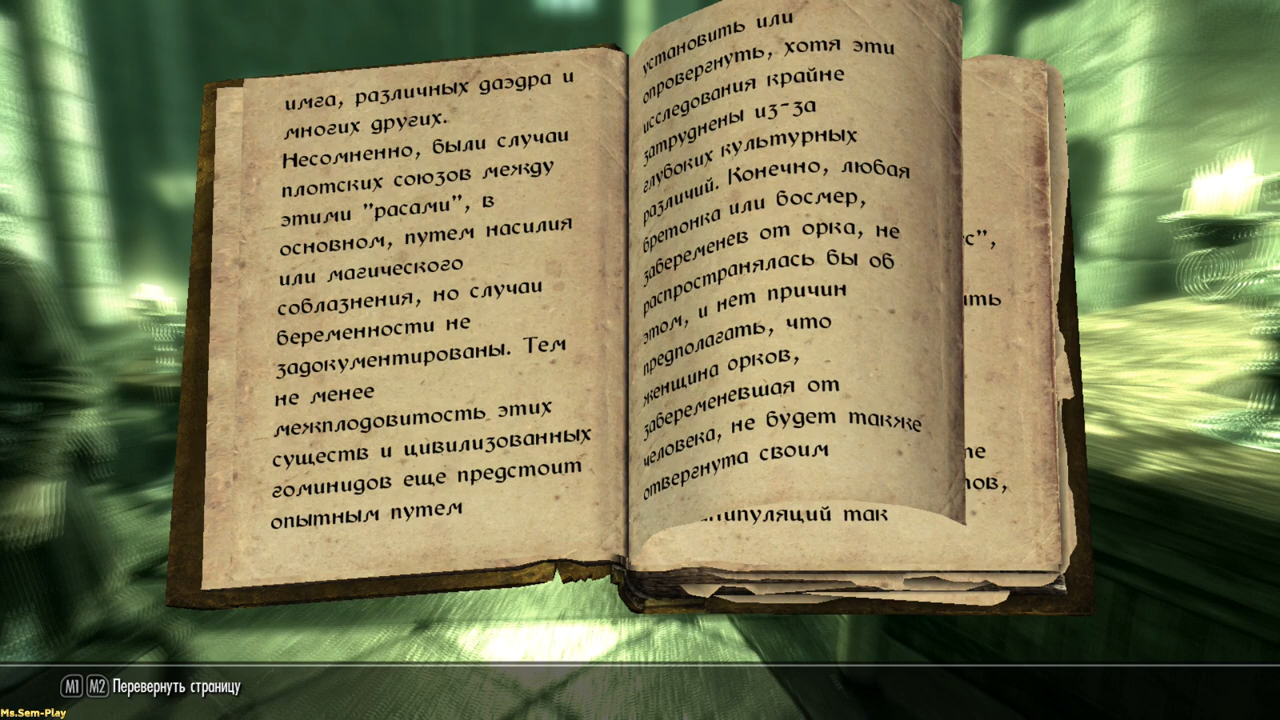 имга, различных даэдра и
многих других.
Несомненно, были случаи
плотских союзов между
этими "расами", в
основном, путем насилия
или магического
соблазнения, но случаи
беременности не
задокументированы. Тем
не менее
межплодовитость этих
существ и цивилизованных
гоминидов еще предстоит
опытным путем
установить или
опровергнуть, хотя эти
исследования крайне
затруднены из-за
глубоких культурных
различий. Конечно, любая
бретонка или босмер,
забеременев от орка, не
распространялась бы об
этом, и нет причин
предполагать, что
женщина орков,
забеременевшая от
человека, не будет также
отвергнута своим
так
M1 M2 Перевернуть страницу
Ms.Sem-Play